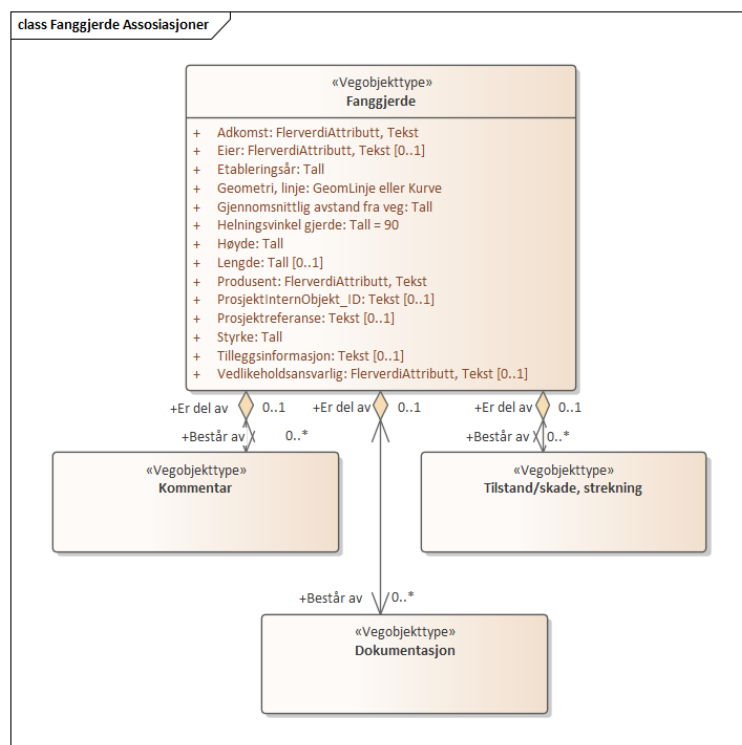 class Fanggjerde Assosiasjoner
«Vegobjekttype»
Fanggjerde
+ Adkomst: FlerverdiAttributt, Tekst
+ Eier: FlerverdiAttributt, Tekst [0..1]
+ Etableringsår: Tall
+ Geometri, linje: GeomLinje eller Kurve
+ Gjennomsnittlig avstand fra veg: Tall
+ Helningsvinkel gjerde: Tall = 90
+ Høyde: Tall
+ Lengde: Tall [0..1]
+ Produsent: FlerverdiAttributt, Tekst
+ ProsjektInternObjekt_ID: Tekst [0..1]
+ Prosjektreferanse: Tekst [0..1]
+ Styrke: Tall
+ Tilleggsinformasjon: Tekst [0..1]
+ Vedlikeholdsansvarlig: FlerverdiAttributt, Tekst [0..1]
+Er del av 0..1 +Er del av 0..1 +Er del av 0..1
+Består av 0..* +Består av 0..*
«Vegobjekttype»
Kommentar
«Vegobjekttype»
Tilstand/skade, strekning
+Består av 0..*
«Vegobjekttype»
Dokumentasjon